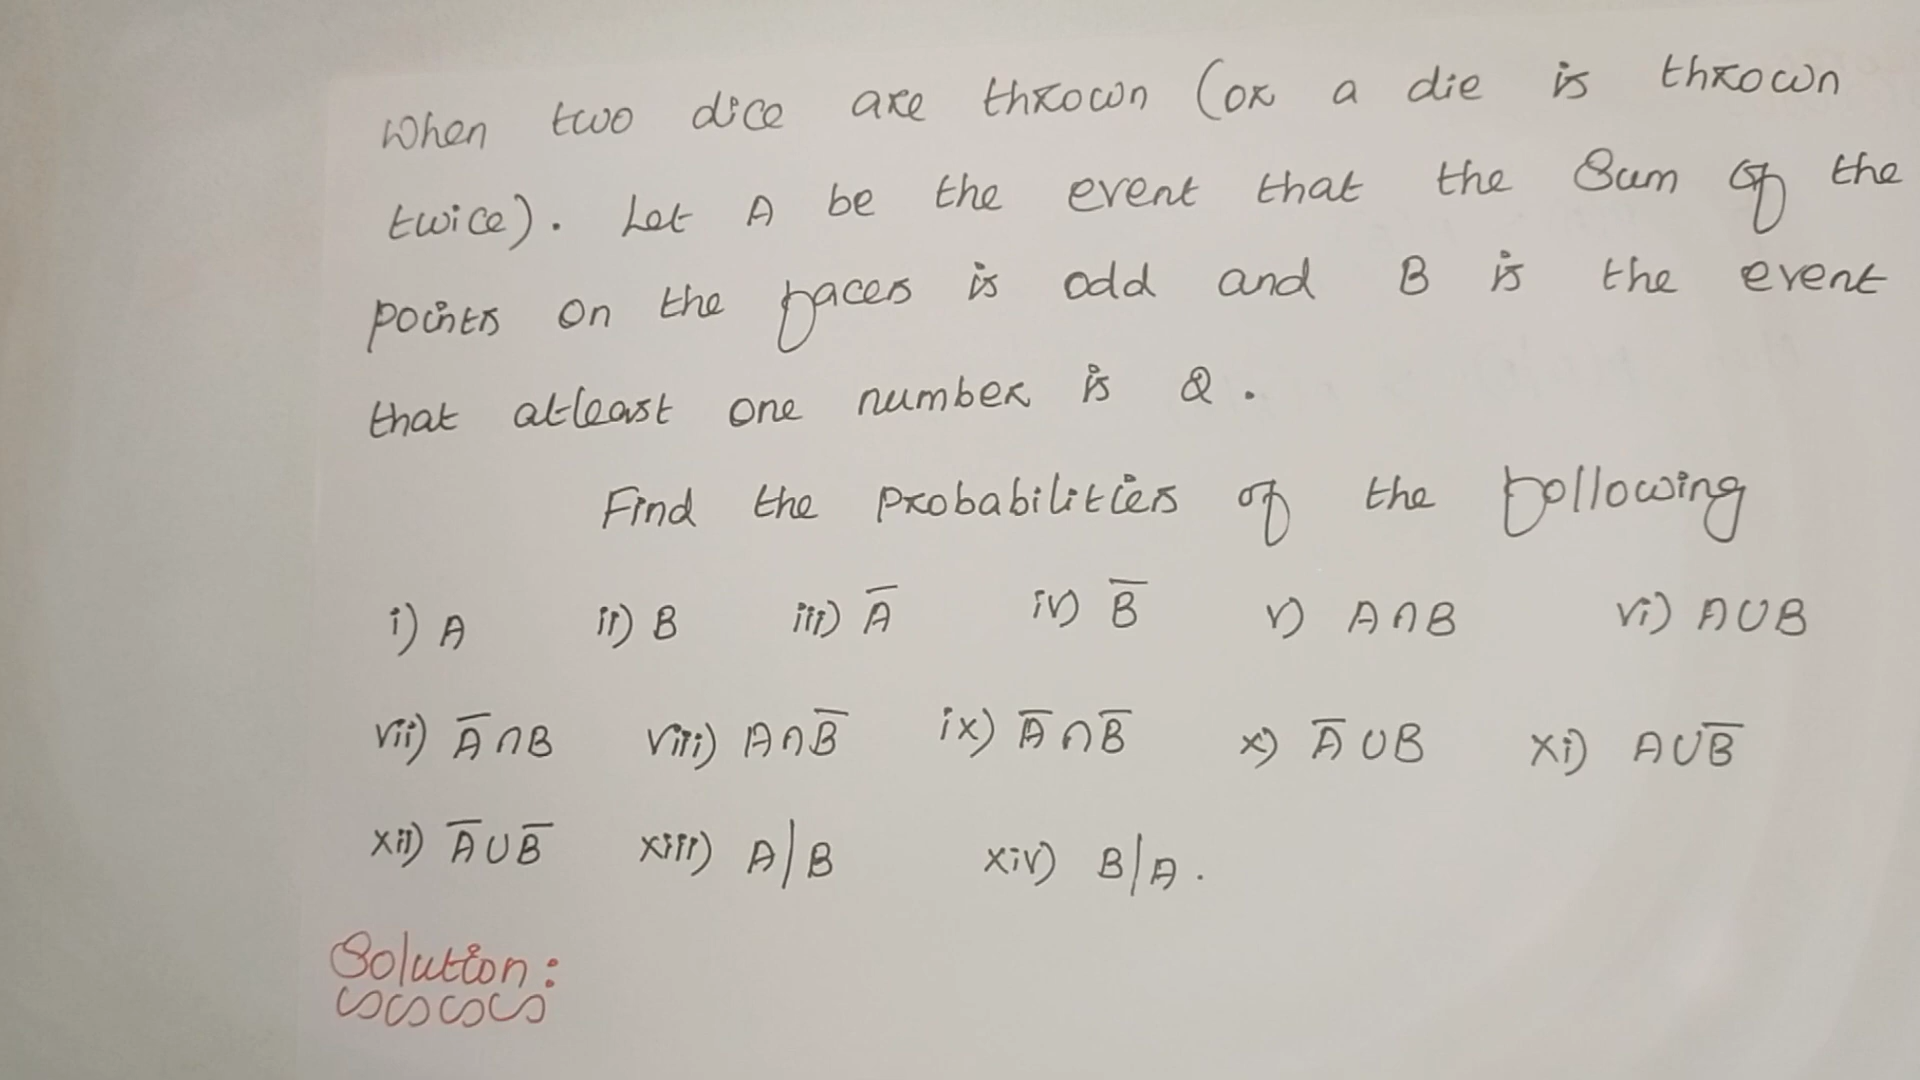 When two dice are thrown (or a die is thrown
twice). Let A be the event that the Sum of the
points on the faces is odd and B is the event
that atleast one number is 2.
Find the probabilities of the following
i) A ii) B iii) A̅ iv) B̅ v) A∩B vi) A∪B
vii) A̅∩B viii) A∩B̅ ix) A̅∩B̅ x) A̅∪B xi) A∪B̅
xii) A̅∪B̅ xiii) A|B xiv) B|A.
Solution: